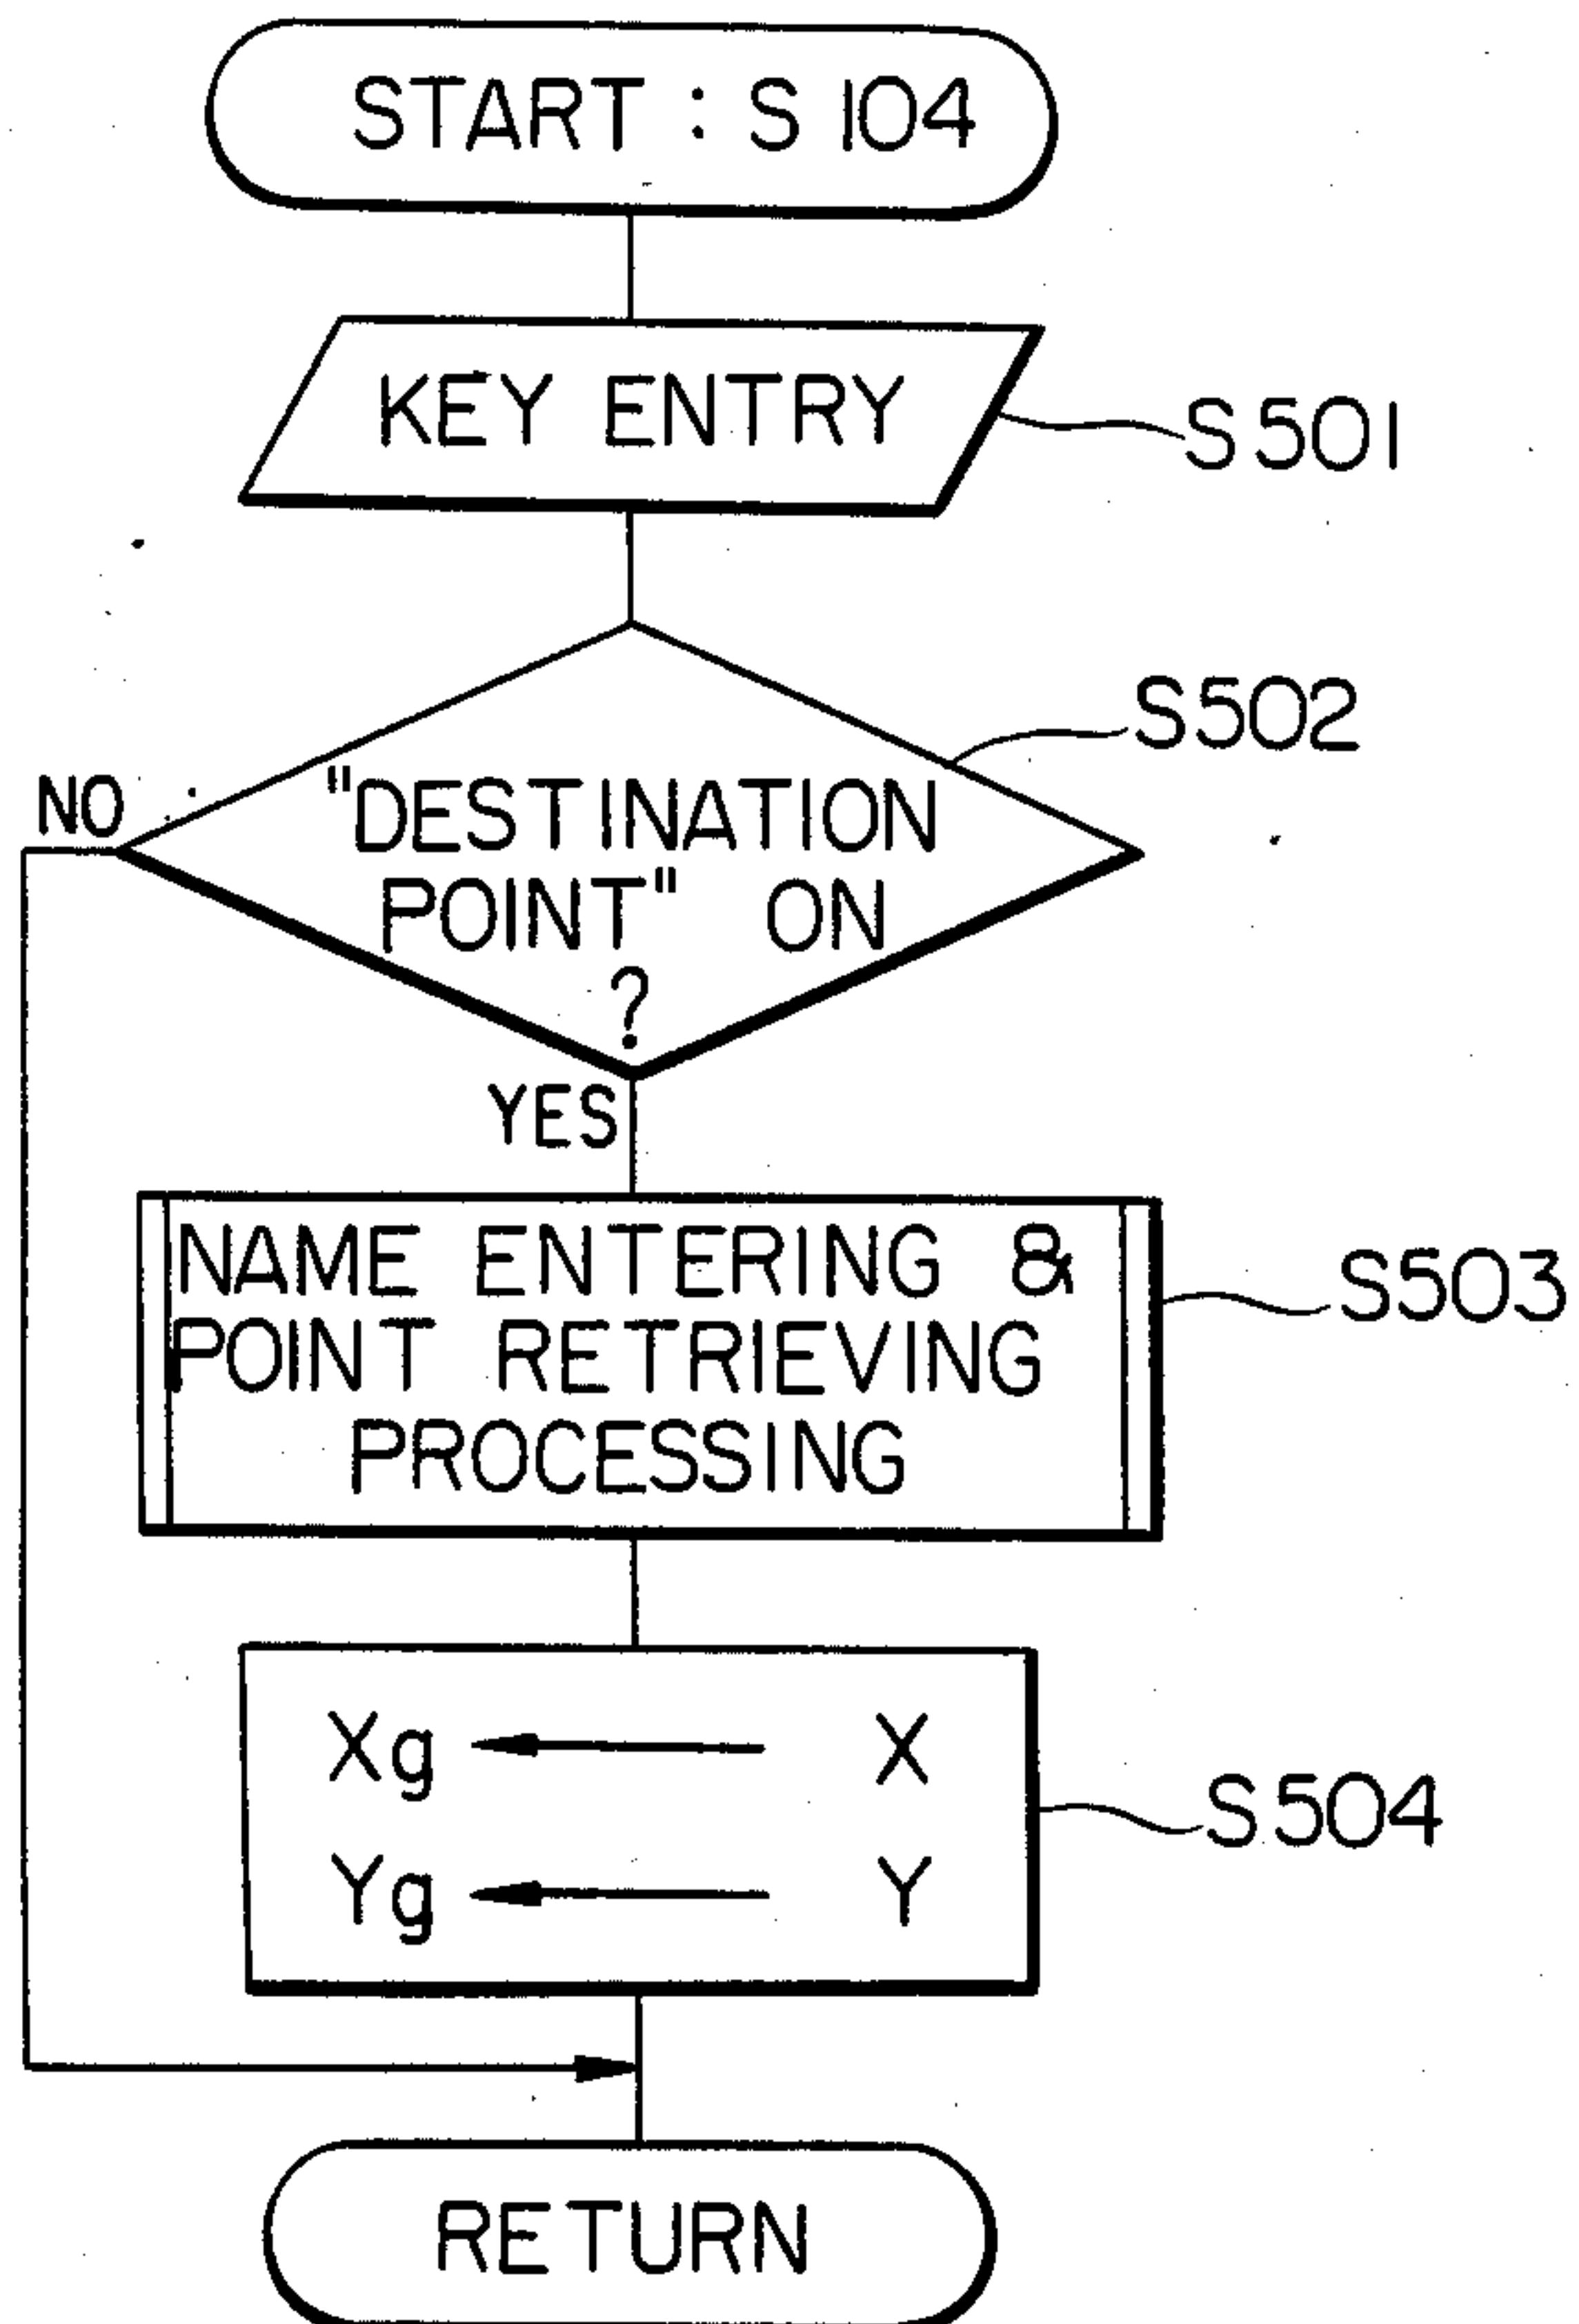 START : S 104
KEY ENTRY
S501
S502
NO
"DESTINATION
POINT" ON
?
YES
NAME ENTERING &
POINT RETRIEVING
PROCESSING
S503
Xg ← X
Yg ← Y
S504
RETURN